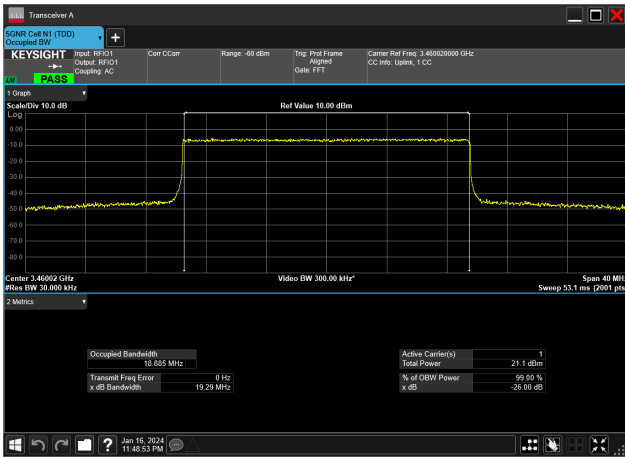 Transceiver A
5GNR Cell N1 (TDD)
Occupied BW
KEYSIGHT
LXI
PASS
Input: RFIO1
Output: RFIO1
Coupling: AC
Corr CCorr
Range: -60 dBm
Trig: Prot Frame
Aligned
Gate: FFT
Carrier Ref Freq: 3.460020000 GHz
CC Info: Uplink, 1 CC
1 Graph
Scale/Div 10.0 dB
Ref Value 10.00 dBm
Log
0.00
-10.0
-20.0
-30.0
-40.0
-50.0
-60.0
-70.0
-80.0
Center 3.46002 GHz
Video BW 300.00 kHz*
Span 40 MHz
#Res BW 30.000 kHz
Sweep 53.1 ms (2001 pts
2 Metrics
Occupied Bandwidth
18.885 MHz
Transmit Freq Error 0 Hz
x dB Bandwidth 19.29 MHz
Active Carrier(s) 1
Total Power 21.1 dBm
% of OBW Power 99.00 %
x dB -26.00 dB
Jan 16, 2024
11:48:53 PM